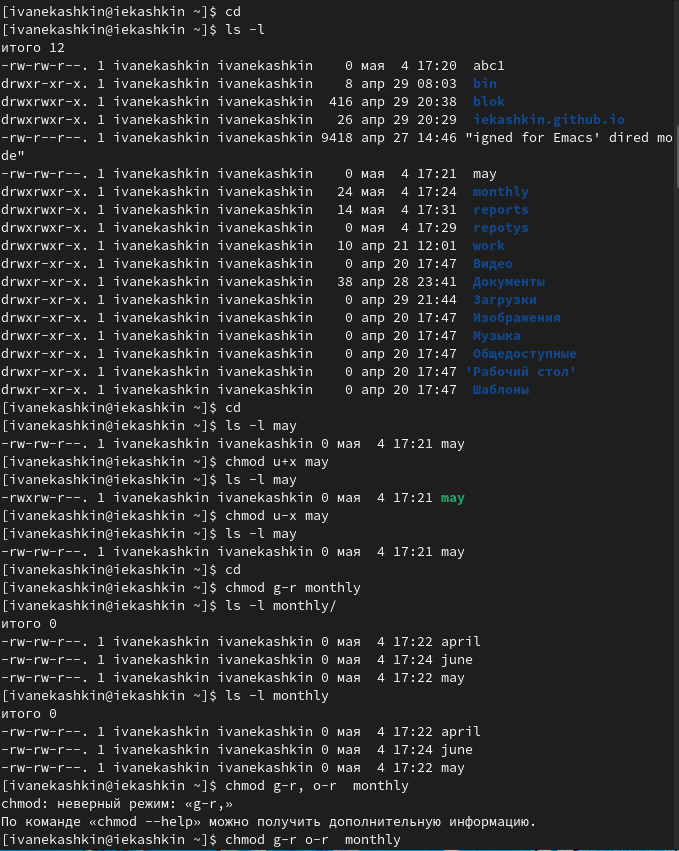 [ivanekashkin@iekashkin ~]$ cd
[ivanekashkin@iekashkin ~]$ ls -l
итого 12
-rw-rw-r--. 1 ivanekashkin ivanekashkin    0 мая  4 17:20  abc1
drwxr-xr-x. 1 ivanekashkin ivanekashkin    8 апр 29 08:03  bin
drwxr-xr-x. 1 ivanekashkin ivanekashkin  416 апр 29 20:38  blok
drwxr-xr-x. 1 ivanekashkin ivanekashkin   26 апр 29 20:29  iekashkin.github.io
-rw-r--r--. 1 ivanekashkin ivanekashkin 9418 апр 27 14:46 "igned for Emacs' dired mo
de"
-rw-rw-r--. 1 ivanekashkin ivanekashkin    0 мая  4 17:21  may
drwxrwxr-x. 1 ivanekashkin ivanekashkin   24 мая  4 17:24  monthly
drwxrwxr-x. 1 ivanekashkin ivanekashkin   14 мая  4 17:31  reports
drwxrwxr-x. 1 ivanekashkin ivanekashkin    0 мая  4 17:29  repotys
drwxrwxr-x. 1 ivanekashkin ivanekashkin   10 апр 21 12:01  work
drwxr-xr-x. 1 ivanekashkin ivanekashkin    0 апр 20 17:47  Видео
drwxr-xr-x. 1 ivanekashkin ivanekashkin   38 апр 28 23:41  Документы
drwxr-xr-x. 1 ivanekashkin ivanekashkin    0 апр 29 21:44  Загрузки
drwxr-xr-x. 1 ivanekashkin ivanekashkin    0 апр 20 17:47  Изображения
drwxr-xr-x. 1 ivanekashkin ivanekashkin    0 апр 20 17:47  Музыка
drwxr-xr-x. 1 ivanekashkin ivanekashkin    0 апр 20 17:47  Общедоступные
drwxr-xr-x. 1 ivanekashkin ivanekashkin    0 апр 20 17:47 'Рабочий стол'
drwxr-xr-x. 1 ivanekashkin ivanekashkin    0 апр 20 17:47  Шаблоны
[ivanekashkin@iekashkin ~]$ cd
[ivanekashkin@iekashkin ~]$ ls -l may
-rw-rw-r--. 1 ivanekashkin ivanekashkin 0 мая  4 17:21 may
[ivanekashkin@iekashkin ~]$ chmod u+x may
[ivanekashkin@iekashkin ~]$ ls -l may
-rwxrw-r--. 1 ivanekashkin ivanekashkin 0 мая  4 17:21 may
[ivanekashkin@iekashkin ~]$ chmod u-x may
[ivanekashkin@iekashkin ~]$ ls -l may
-rw-rw-r--. 1 ivanekashkin ivanekashkin 0 мая  4 17:21 may
[ivanekashkin@iekashkin ~]$ cd
[ivanekashkin@iekashkin ~]$ chmod g-r monthly
[ivanekashkin@iekashkin ~]$ ls -l monthly/
итого 0
-rw-rw-r--. 1 ivanekashkin ivanekashkin 0 мая  4 17:22 april
-rw-rw-r--. 1 ivanekashkin ivanekashkin 0 мая  4 17:24 june
-rw-rw-r--. 1 ivanekashkin ivanekashkin 0 мая  4 17:22 may
[ivanekashkin@iekashkin ~]$ ls -l monthly
итого 0
-rw-rw-r--. 1 ivanekashkin ivanekashkin 0 мая  4 17:22 april
-rw-rw-r--. 1 ivanekashkin ivanekashkin 0 мая  4 17:24 june
-rw-rw-r--. 1 ivanekashkin ivanekashkin 0 мая  4 17:22 may
[ivanekashkin@iekashkin ~]$ chmod g-r, o-r  monthly
chmod: неверный режим: «g-r,»
По команде «chmod --help» можно получить дополнительную информацию.
[ivanekashkin@iekashkin ~]$ chmod g-r o-r  monthly